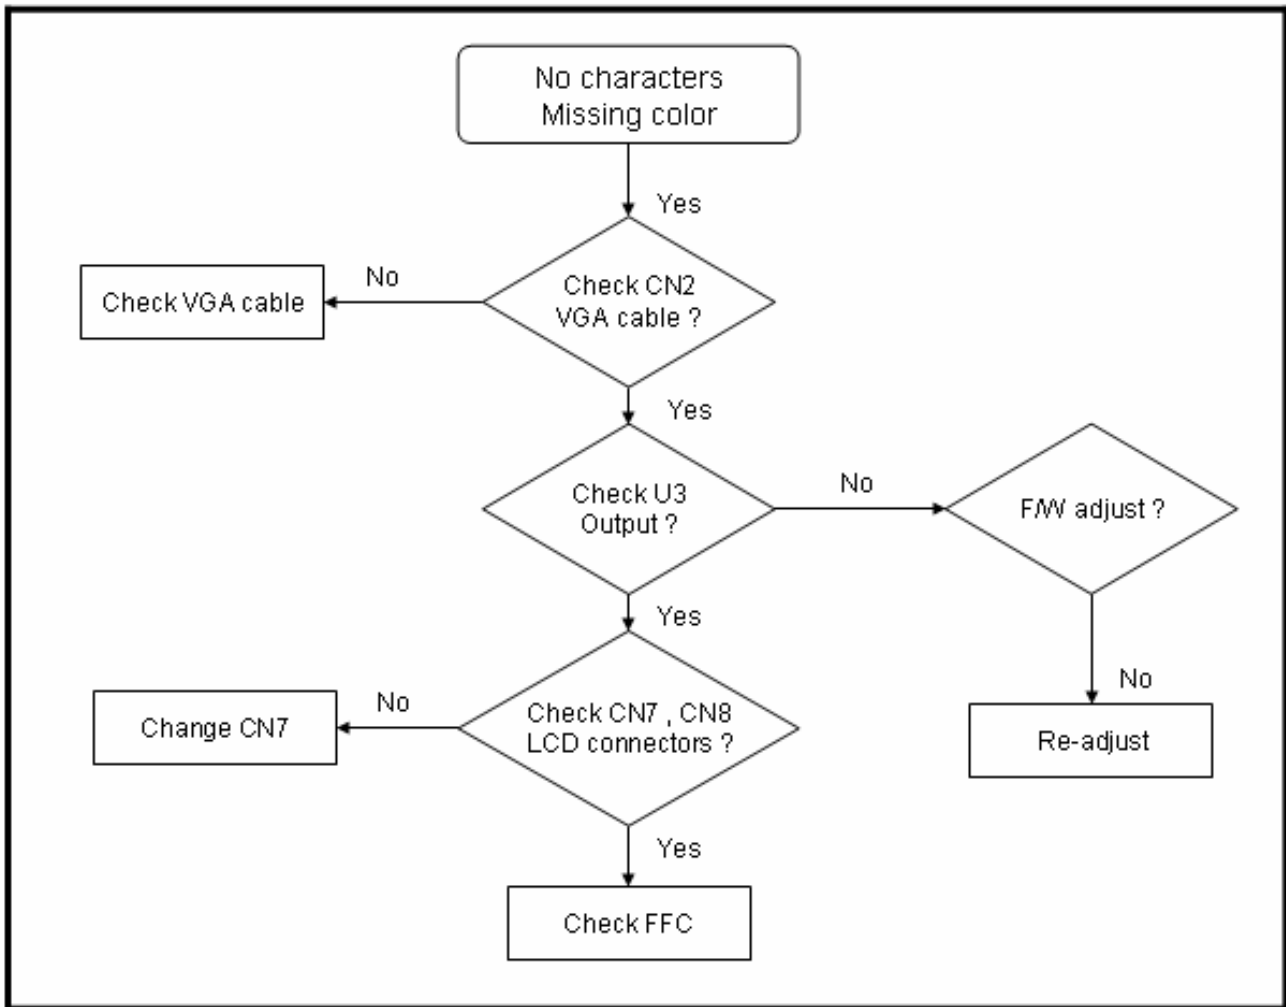 No characters
Missing color
Yes
No
Check VGA cable
Check CN2
VGA cable ?
Yes
Check U3
Output ?
No
F/W adjust ?
Yes
No
Re-adjust
No
Change CN7
Check CN7 , CN8
LCD connectors ?
Yes
Check FFC